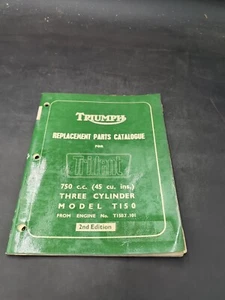 TRIUMPH
REPLACEMENT PARTS CATALOGUE
FOR
Trident
750 c.c. (45 cu. ins.)
THREE CYLINDER
MODEL T150
FROM ENGINE No. T150T.101
2nd Edition